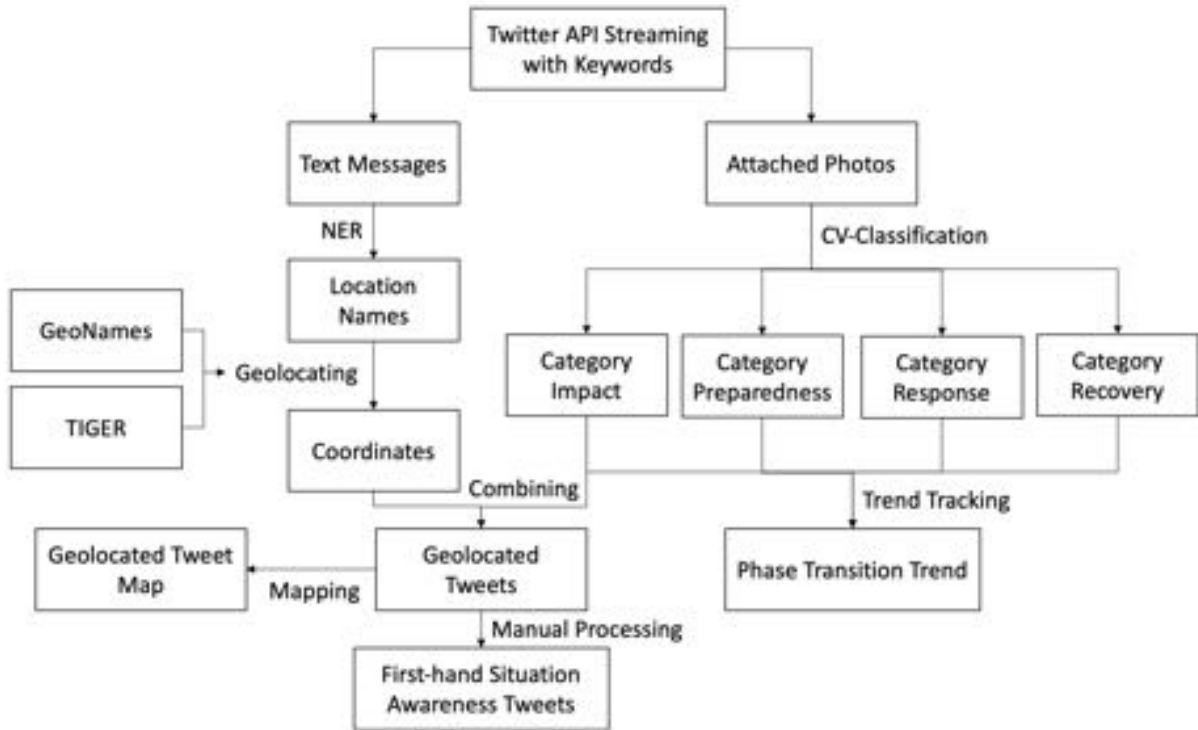 Twitter API Streaming
with Keywords
Text Messages
Attached Photos
NER
CV-Classification
Location
Names
GeoNames
Geolocating
TIGER
Category
Impact
Category
Preparedness
Category
Response
Category
Recovery
Coordinates
Combining
Trend Tracking
Geolocated Tweet
Map
Mapping
Geolocated
Tweets
Phase Transition Trend
Manual Processing
First-hand Situation
Awareness Tweets